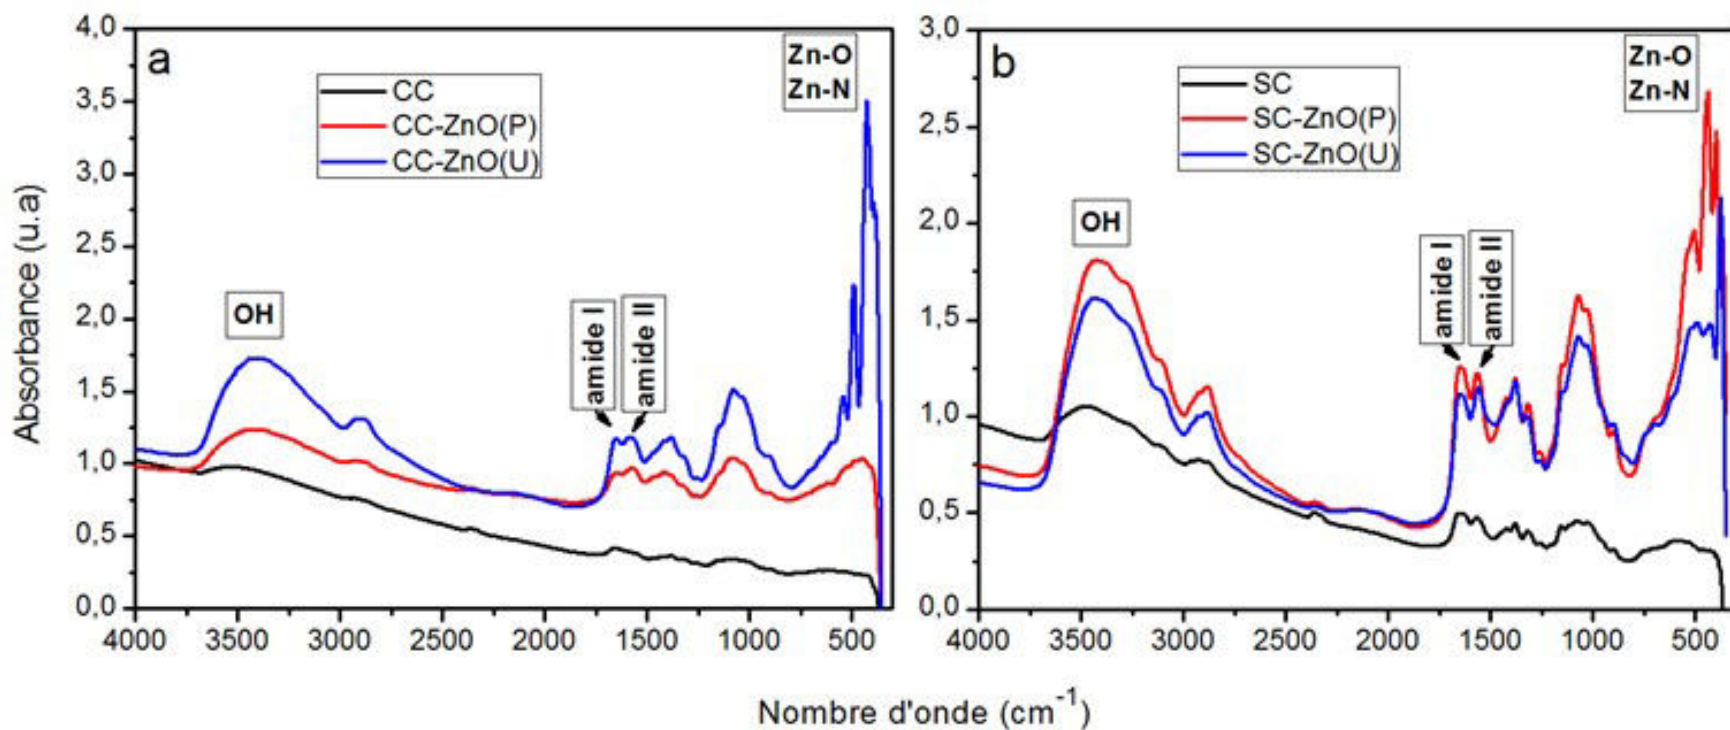 a
4,0
3,5
3,0
2,5
2,0
1,5
1,0
0,5
0,0
Absorbance (u.a)
CC
CC-ZnO(P)
CC-ZnO(U)
Zn-O
Zn-N
OH
amide I
amide II
4000 3500 3000 2500 2000 1500 1000 500
b
3,0
2,5
2,0
1,5
1,0
0,5
0,0
SC
SC-ZnO(P)
SC-ZnO(U)
Zn-O
Zn-N
OH
amide I
amide II
4000 3500 3000 2500 2000 1500 1000 500
Nombre d'onde (cm⁻¹)